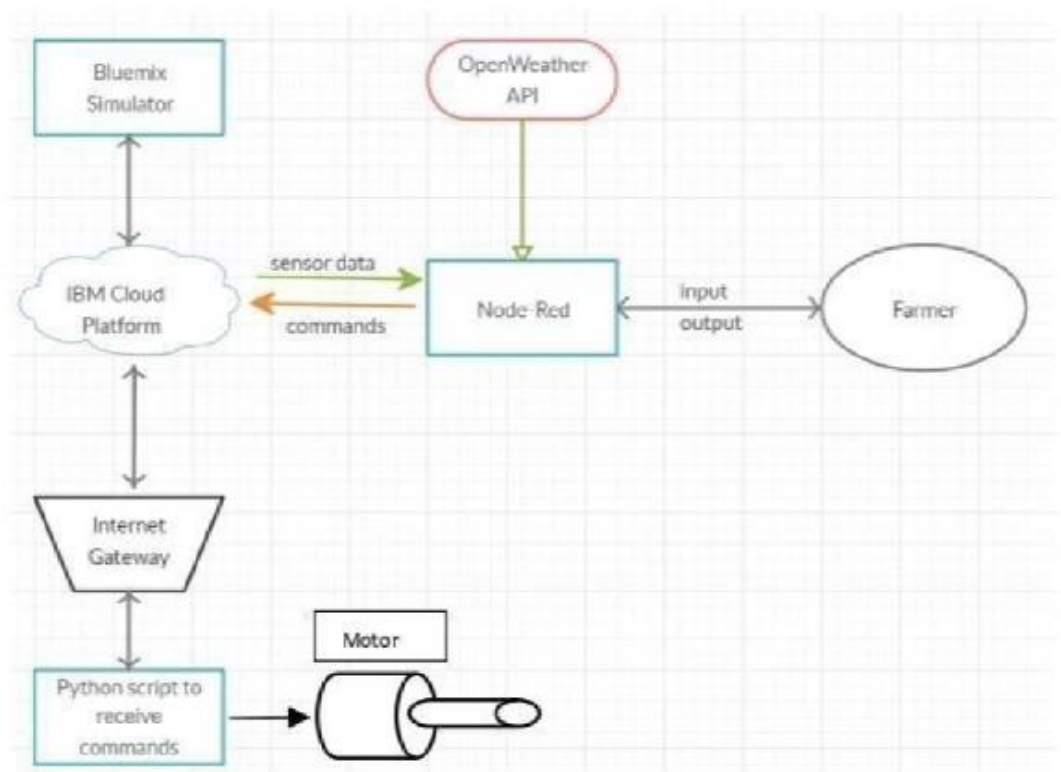 Bluemix
Simulator
OpenWeather
API
IBM Cloud
Platform
sensor data
commands
Node-Red
input
output
Farmer
Internet
Gateway
Motor
Python script to
receive
commands